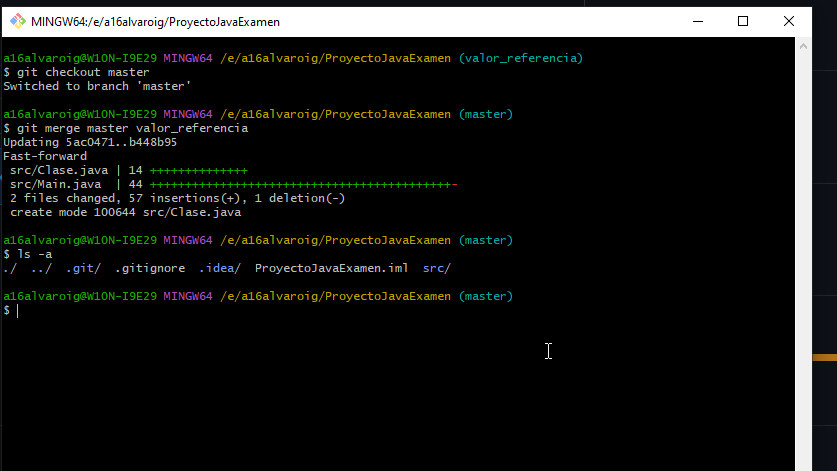 MINGW64:/e/a16alvaroig/ProyectoJavaExamen
a16alvaroig@W10N-I9E29 MINGW64 /e/a16alvaroig/ProyectoJavaExamen (valor_referencia)
$ git checkout master
Switched to branch 'master'
a16alvaroig@W10N-I9E29 MINGW64 /e/a16alvaroig/ProyectoJavaExamen (master)
$ git merge master valor_referencia
Updating 5ac0471..b448b95
Fast-forward
src/Clase.java | 14 ++++++++++++++
src/Main.java  | 44 +++++++++++++++++++++++++++++++++++++++++++-
2 files changed, 57 insertions(+), 1 deletion(-)
create mode 100644 src/Clase.java
a16alvaroig@W10N-I9E29 MINGW64 /e/a16alvaroig/ProyectoJavaExamen (master)
$ ls -a
./  ../  .git/  .gitignore  .idea/  ProyectoJavaExamen.iml  src/
a16alvaroig@W10N-I9E29 MINGW64 /e/a16alvaroig/ProyectoJavaExamen (master)
$